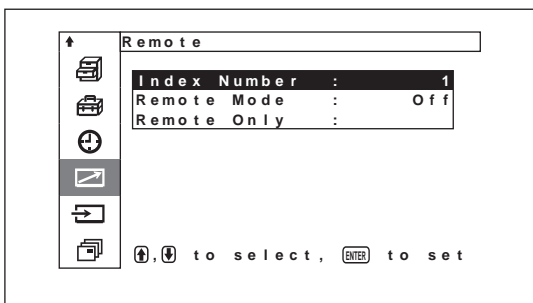 Remote
Index Number : 1
Remote Mode : Off
Remote Only :
↑,↓ to select, ENTER to set